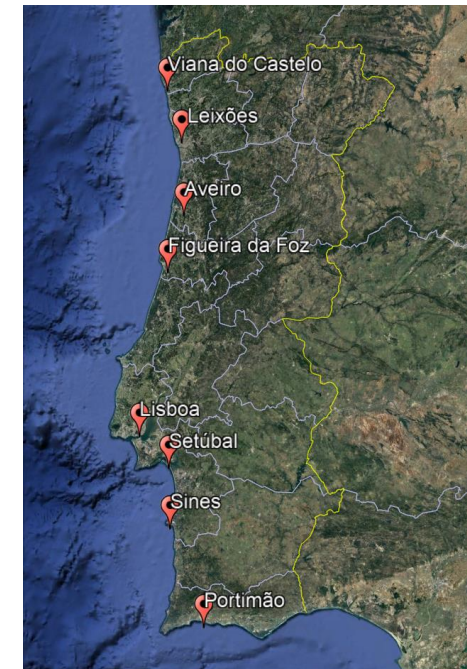 Viana do Castelo
Leixões
Aveiro
Figueira da Foz
Lisboa
Setúbal
Sines
Portimão